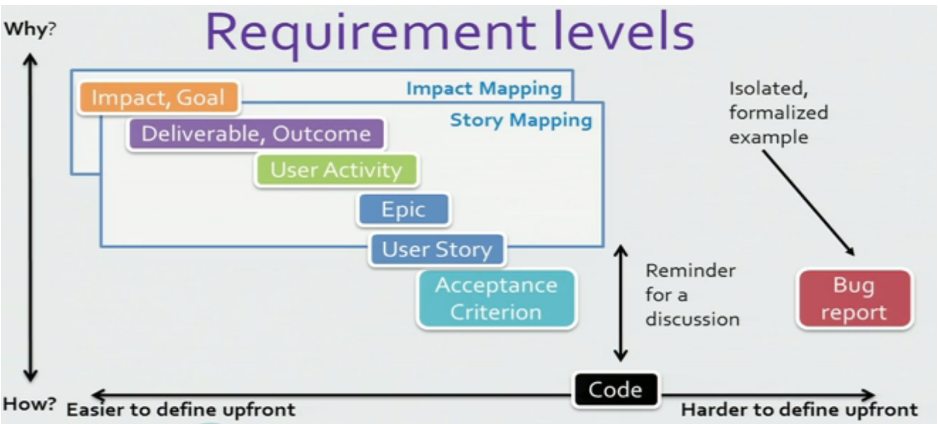 Requirement levels
Why?
Impact Mapping
Impact, Goal
Story Mapping
Deliverable, Outcome
User Activity
Epic
User Story
Acceptance
Criterion
Isolated,
formalized
example
Reminder
for a
discussion
Bug
report
Code
How?
Easier to define upfront
Harder to define upfront